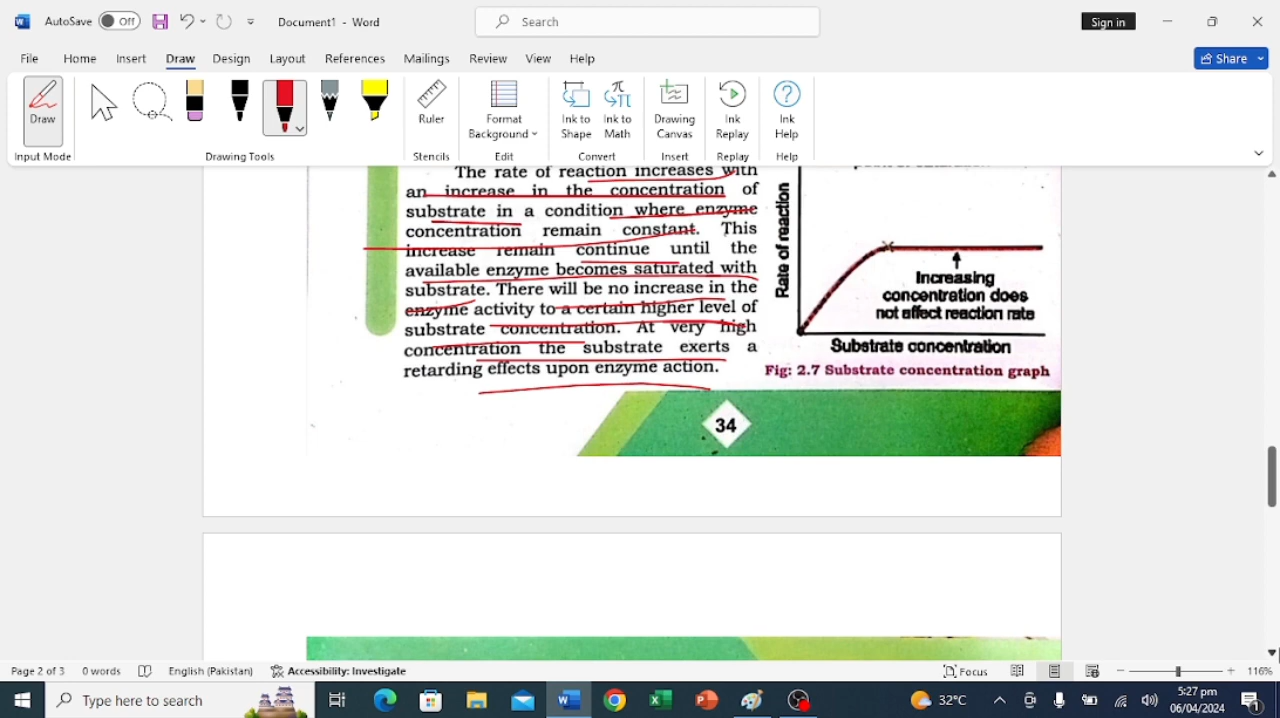 AutoSave Off Document1 - Word Search Sign in
File Home Insert Draw Design Layout References Mailings Review View Help Share
Draw Ruler Format Background Ink to Shape Ink to Math Drawing Canvas Ink Replay Ink Help
Input Mode Drawing Tools Stencils Edit Convert Insert Replay Help
The rate of reaction increases with
an increase in the concentration of
substrate in a condition where enzyme
concentration remain constant. This
increase remain continue until the
available enzyme becomes saturated with
substrate. There will be no increase in the
enzyme activity to a certain higher level of
substrate concentration. At very high
concentration the substrate exerts a
retarding effects upon enzyme action.
Rate of reaction
Increasing
concentration does
not affect reaction rate
Substrate concentration
Fig: 2.7 Substrate concentration graph
34
Page 2 of 3 0 words English (Pakistan) Accessibility: Investigate Focus 116%
Type here to search 32°C 5:27 pm
06/04/2024 1